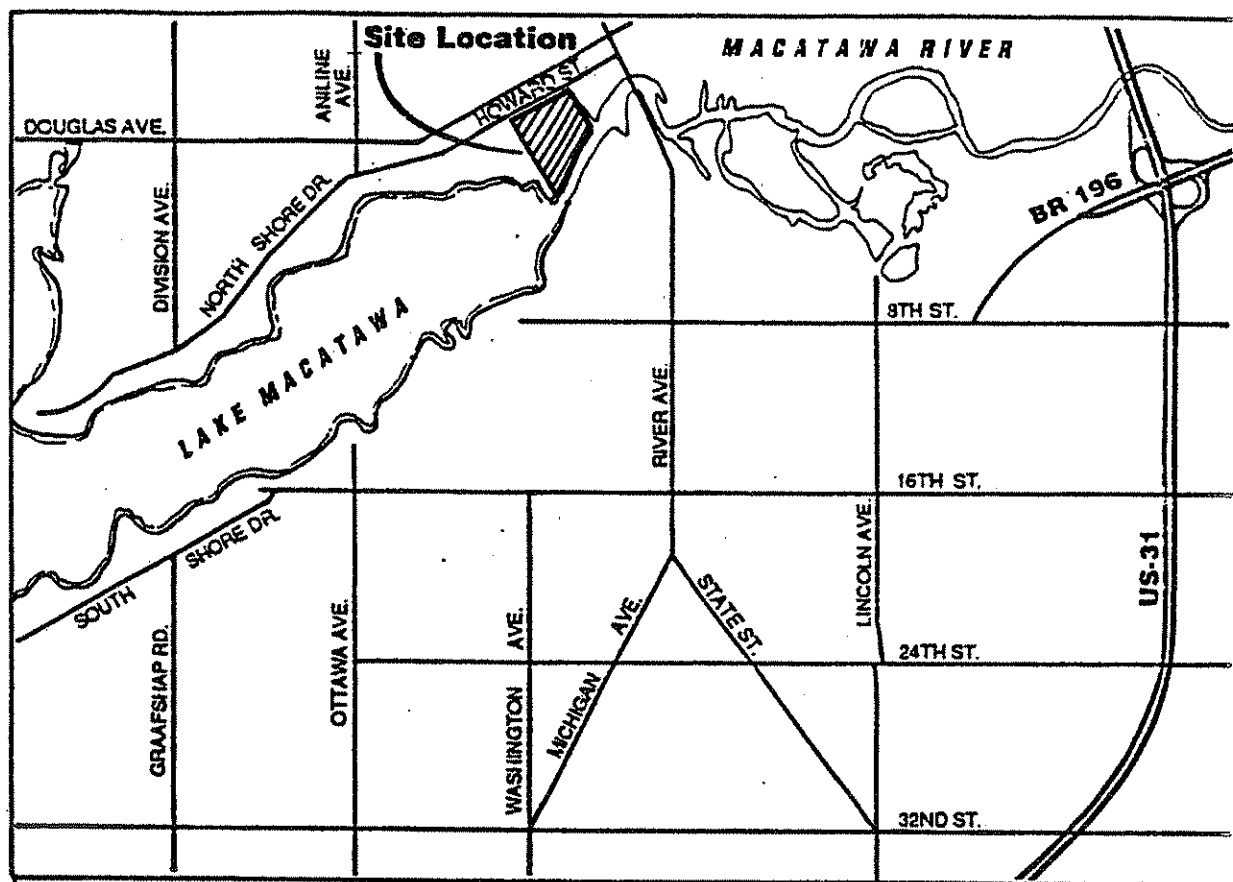 Site Location
MACATAWA RIVER
ANILINE
AVE.
HOWARD ST.
DOUGLAS AVE.
DIVISION AVE.
NORTH SHORE DR.
BR 196
LAKE MACATAWA
8TH ST.
RIVER AVE.
16TH ST.
SOUTH SHORE DR.
LINCOLN AVE.
US-31
GRAAFSHAP RD.
OTTAWA AVE.
WASHINGTON AVE.
MICHIGAN AVE.
STATE ST.
24TH ST.
32ND ST.